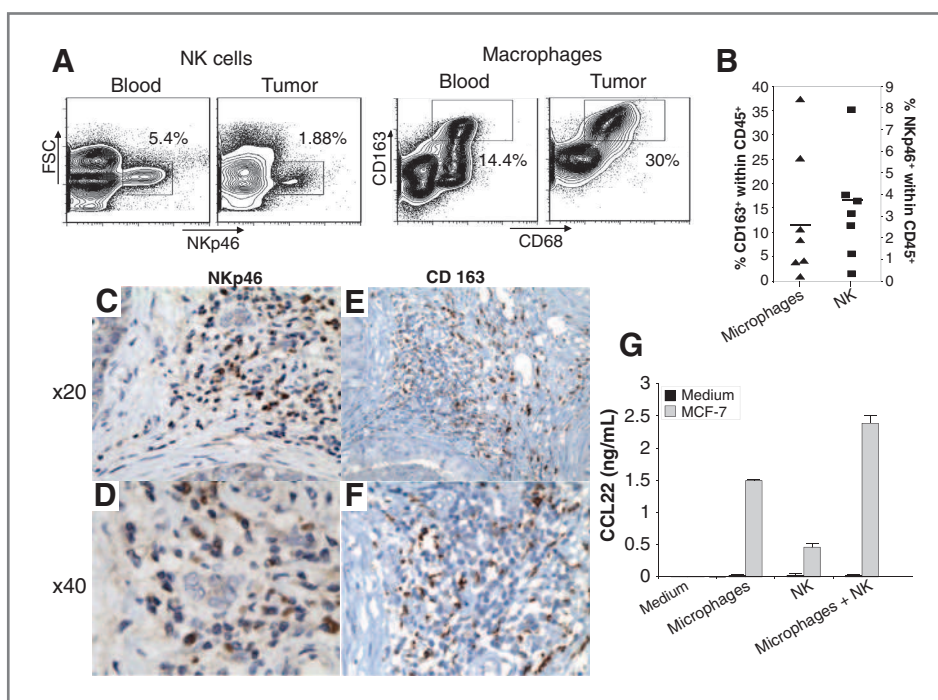 A
NK cells
Macrophages
Blood
Tumor
Blood
Tumor
5.4%
1.88%
14.4%
30%
FSC
NKp46
CD163
CD68
B
% CD163+ within CD45+
40
35
30
25
20
15
10
5
0
9
8
7
6
5
4
3
2
1
0
% NKp46+ within CD45+
Microphages
NK
NKp46
CD 163
C
E
x20
D
F
x40
G
Medium
MCF-7
CCL22 (ng/mL)
3
2.5
2
1.5
1
0.5
0
Medium
Microphages
NK
Microphages + NK